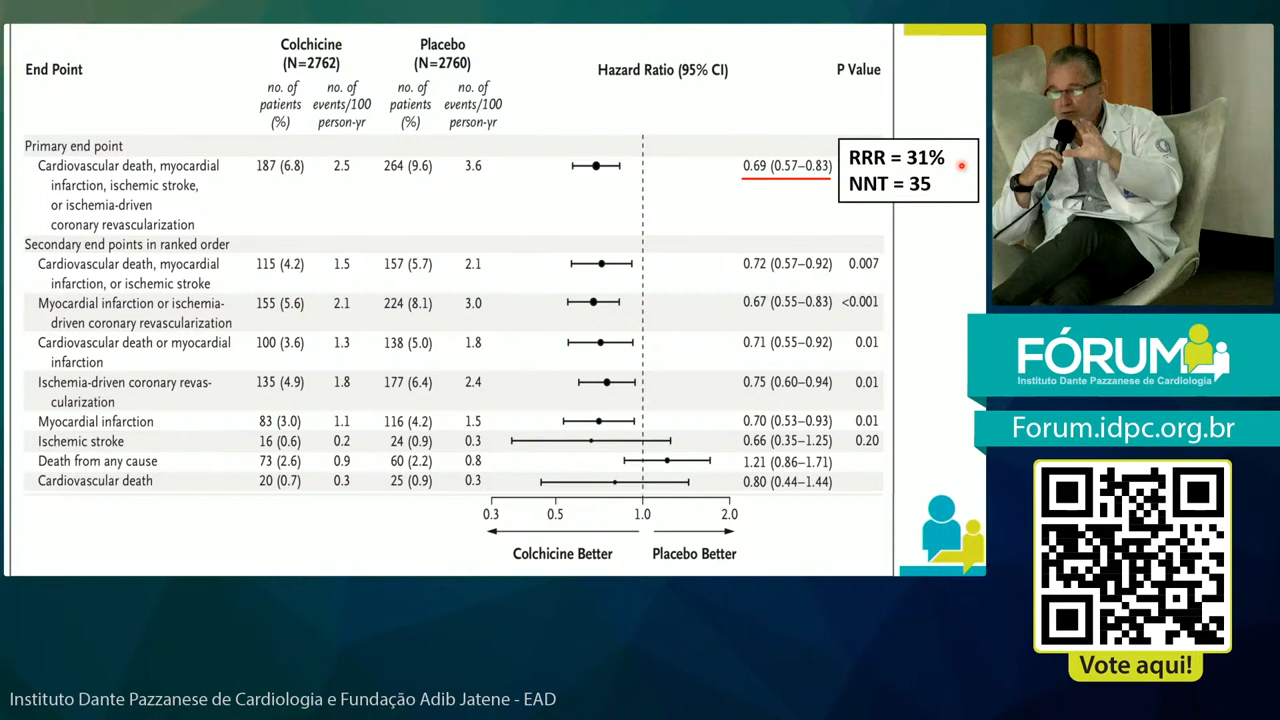 Colchicine
(N=2762)
Placebo
(N=2760)
End Point
Hazard Ratio (95% CI)
P Value
no. of patients (%)
no. of events/100 person-yr
no. of patients (%)
no. of events/100 person-yr
Primary end point
Cardiovascular death, myocardial 187 (6.8) 2.5 264 (9.6) 3.6 0.69 (0.57–0.83)
infarction, ischemic stroke,
or ischemia-driven
coronary revascularization
RRR = 31%
NNT = 35
Secondary end points in ranked order
Cardiovascular death, myocardial 115 (4.2) 1.5 157 (5.7) 2.1 0.72 (0.57–0.92) 0.007
infarction, or ischemic stroke
Myocardial infarction or ischemia- 155 (5.6) 2.1 224 (8.1) 3.0 0.67 (0.55–0.83) <0.001
driven coronary revascularization
Cardiovascular death or myocardial 100 (3.6) 1.3 138 (5.0) 1.8 0.71 (0.55–0.92) 0.01
infarction
Ischemia-driven coronary revas- 135 (4.9) 1.8 177 (6.4) 2.4 0.75 (0.60–0.94) 0.01
cularization
Myocardial infarction 83 (3.0) 1.1 116 (4.2) 1.5 0.70 (0.53–0.93) 0.01
Ischemic stroke 16 (0.6) 0.2 24 (0.9) 0.3 0.66 (0.35–1.25) 0.20
Death from any cause 73 (2.6) 0.9 60 (2.2) 0.8 1.21 (0.86–1.71)
Cardiovascular death 20 (0.7) 0.3 25 (0.9) 0.3 0.80 (0.44–1.44)
0.3 0.5 1.0 2.0
Colchicine Better Placebo Better
FÓRUM
Instituto Dante Pazzanese de Cardiologia
Forum.idpc.org.br
Vote aqui!
Instituto Dante Pazzanese de Cardiologia e Fundação Adib Jatene - EAD